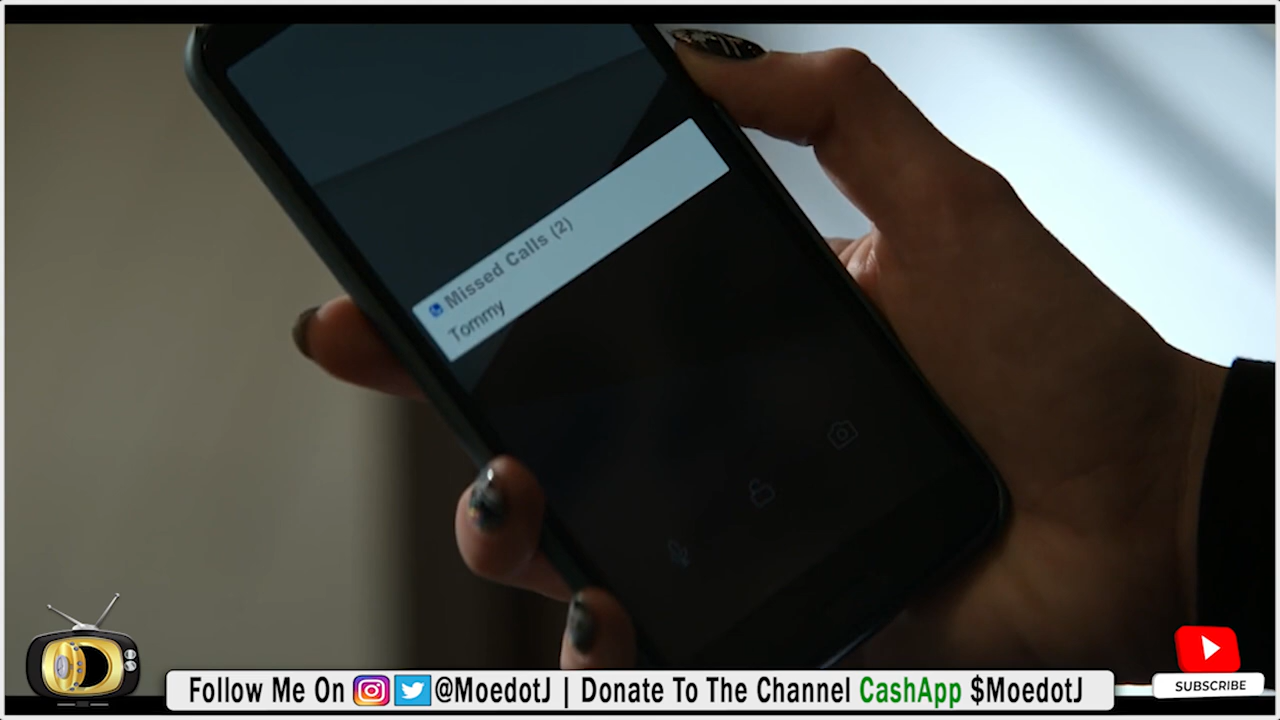 Missed Calls (2)
Tommy
Follow Me On @MoedotJ | Donate To The Channel CashApp $MoedotJ
SUBSCRIBE